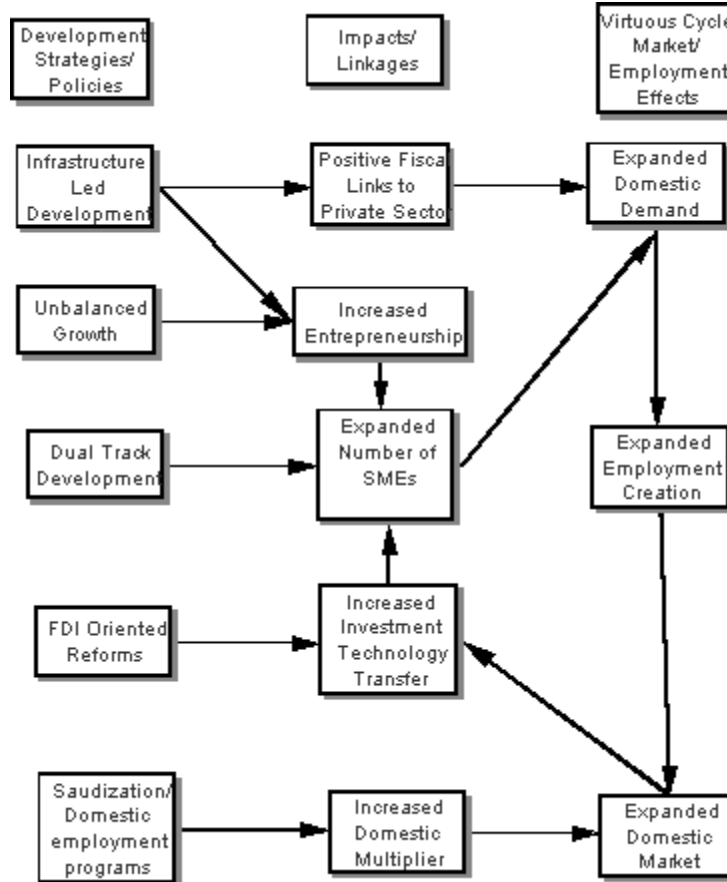 Development
Strategies/
Policies
Impacts/
Linkages
Virtuous Cycle
Market/
Employment
Effects
Infrastructure
Led
Development
Positive Fiscal
Links to
Private Sector
Expanded
Domestic
Demand
Unbalanced
Growth
Increased
Entrepreneurship
Dual Track
Development
Expanded
Number of
SMEs
Expanded
Employment
Creation
FDI Oriented
Reforms
Increased
Investment
Technology
Transfer
Saudization/
Domestic
employment
programs
Increased
Domestic
Multiplier
Expanded
Domestic
Market